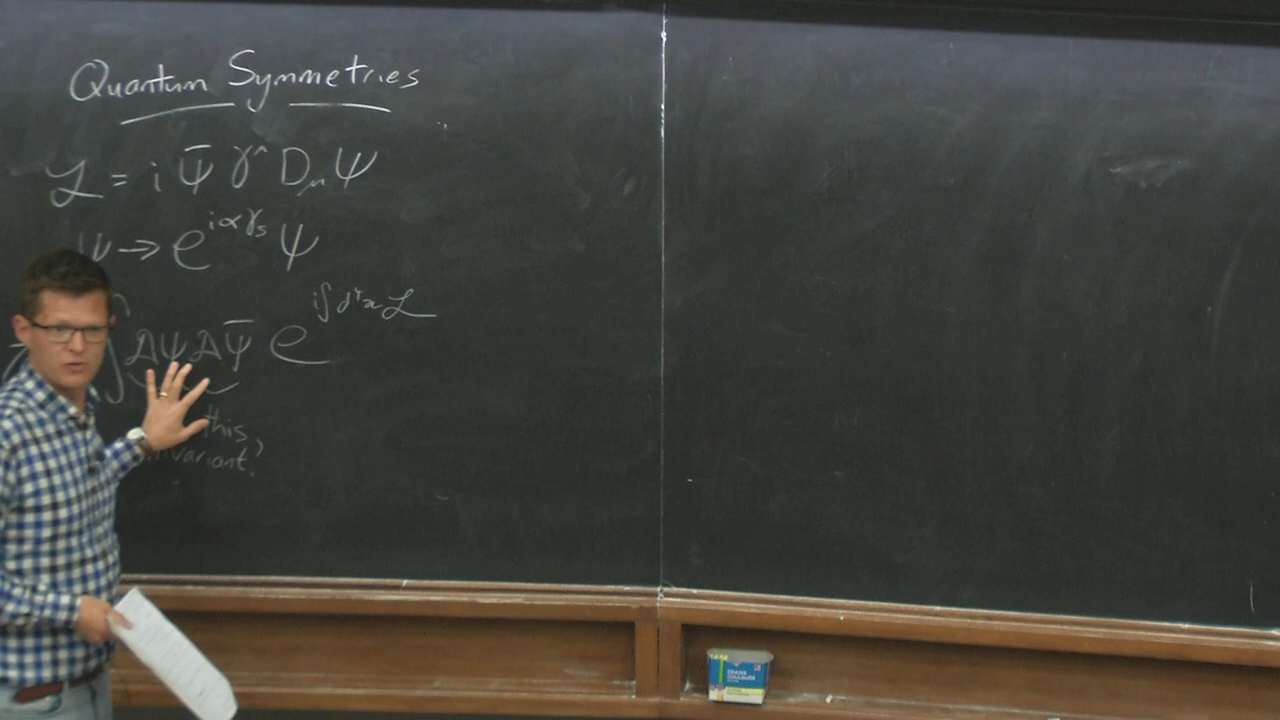 Quantum Symmetries
ℒ = i ψ̄ γ^μ D_μ ψ
ψ → e^{iαγ_5} ψ
∫ 𝒟ψ 𝒟ψ̄ e^{i∫d⁴x ℒ}
this
invariant?